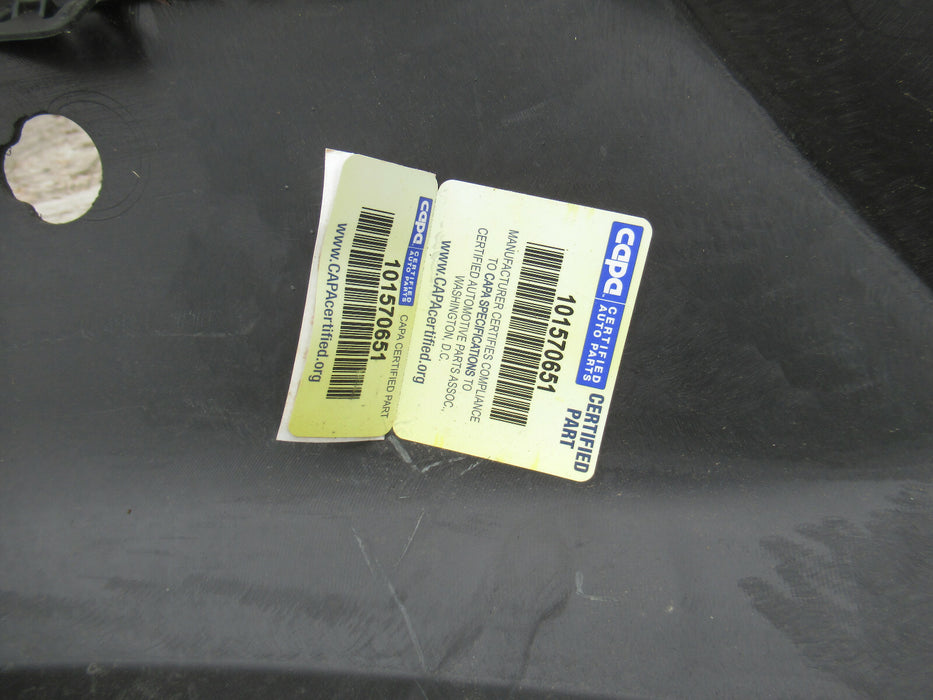 capa CERTIFIED
AUTO PARTS
CERTIFIED
PART
101570651
MANUFACTURER CERTIFIES COMPLIANCE
TO CAPA SPECIFICATIONS TO
CERTIFIED AUTOMOTIVE PARTS ASSOC.,
WASHINGTON, D.C.
www.CAPAcertified.org
capa CERTIFIED
AUTO PARTS
CAPA CERTIFIED PART
101570651
www.CAPAcertified.org